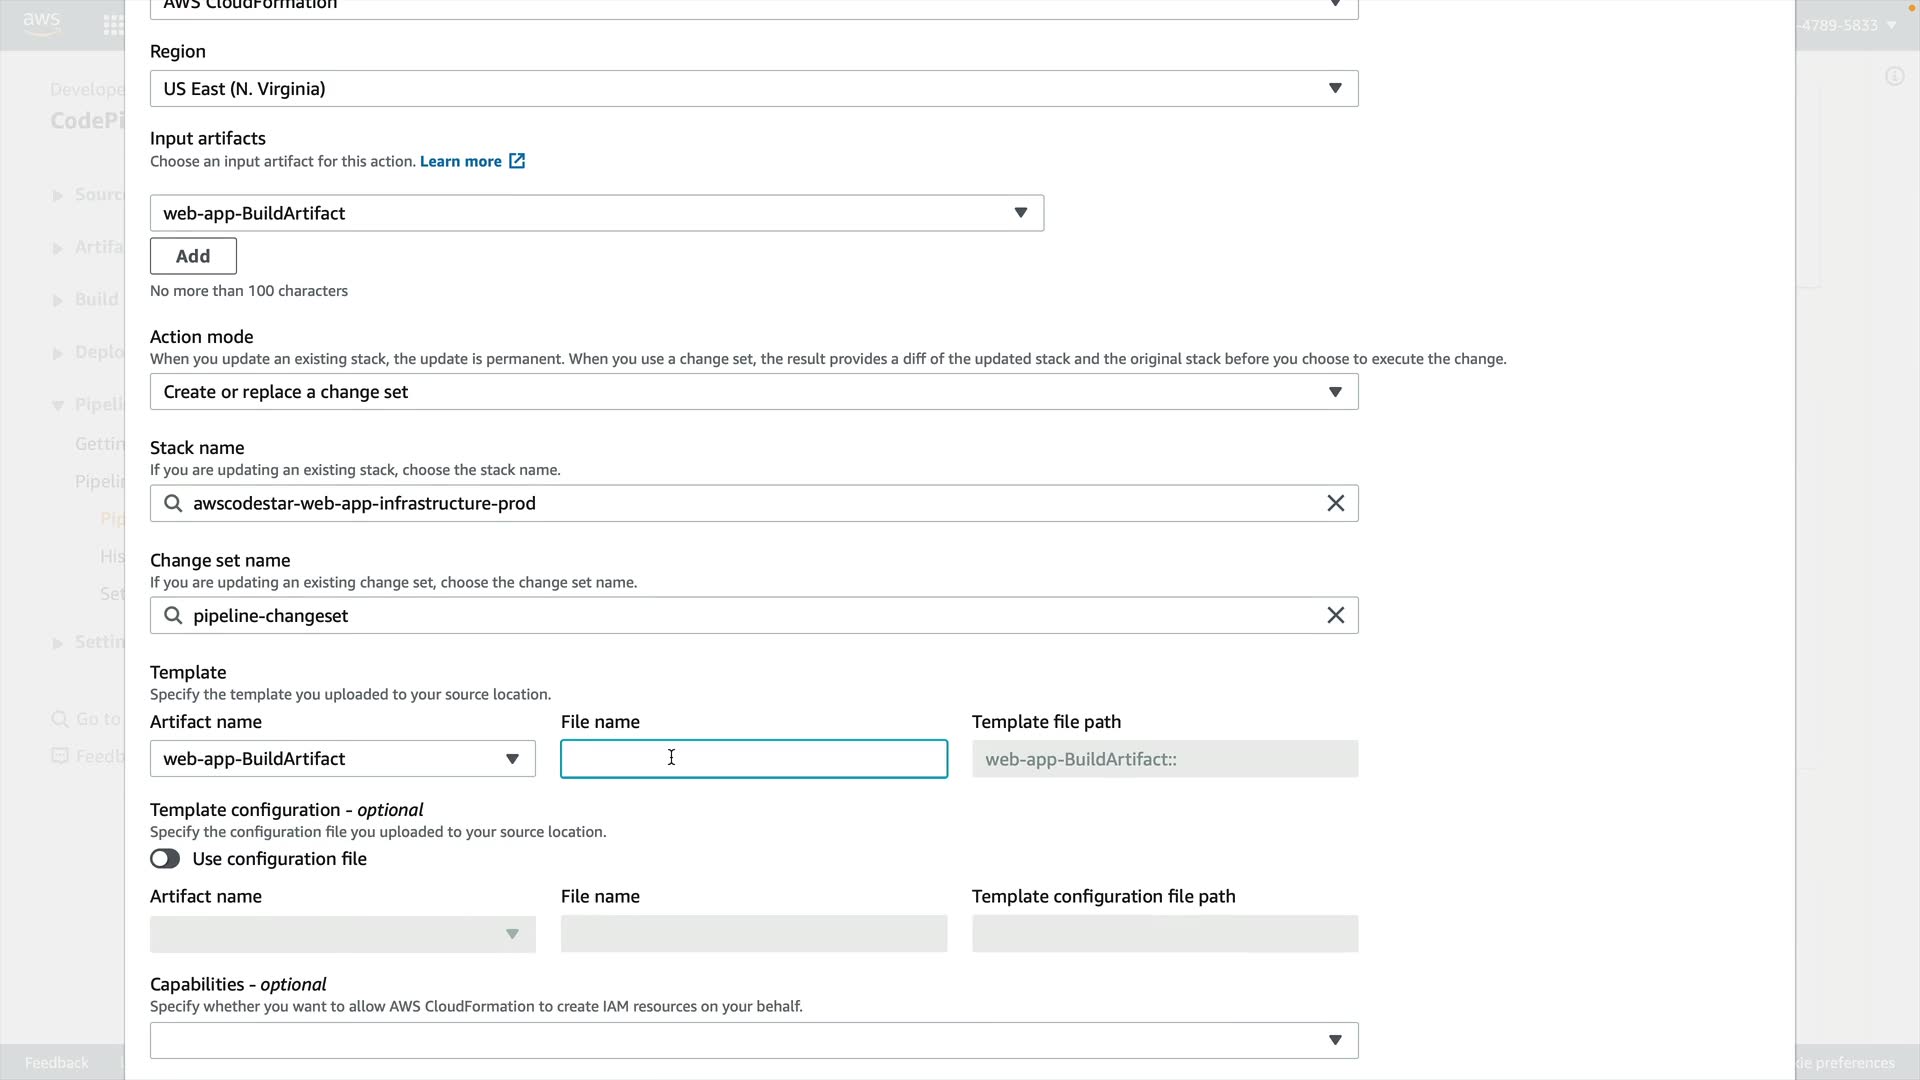 aws
AWS CloudFormation
-4789-5833
Region
US East (N. Virginia)
Develope
CodePi
Input artifacts
Choose an input artifact for this action. Learn more
Sourc
web-app-BuildArtifact
Artifa
Add
No more than 100 characters
Build
Action mode
When you update an existing stack, the update is permanent. When you use a change set, the result provides a diff of the updated stack and the original stack before you choose to execute the change.
Deplo
Create or replace a change set
Pipeli
Gettin
Stack name
If you are updating an existing stack, choose the stack name.
Pipelin
awscodestar-web-app-infrastructure-prod
Pip
His
Change set name
If you are updating an existing change set, choose the change set name.
Set
pipeline-changeset
Settin
Template
Specify the template you uploaded to your source location.
Artifact name File name Template file path
Go to
web-app-BuildArtifact web-app-BuildArtifact::
Feedb
Template configuration - optional
Specify the configuration file you uploaded to your source location.
Use configuration file
Artifact name File name Template configuration file path
Capabilities - optional
Specify whether you want to allow AWS CloudFormation to create IAM resources on your behalf.
Feedback
kie preferences